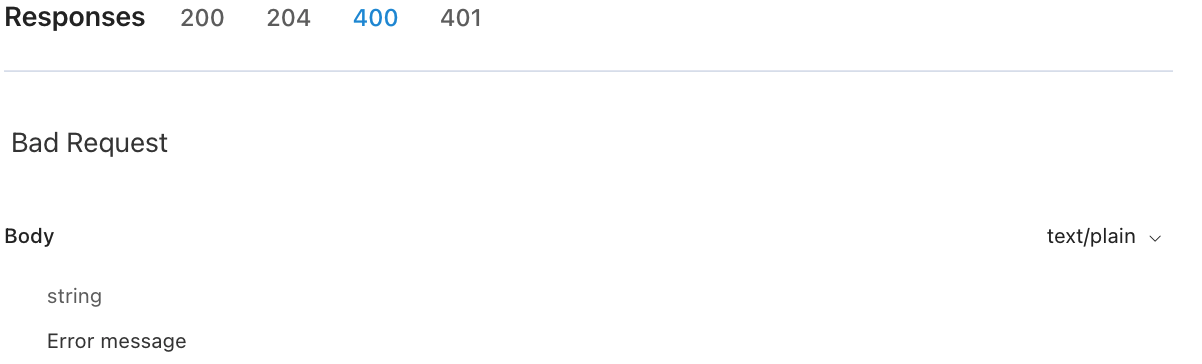 Responses 200 204 400 401
Bad Request
Body text/plain
string
Error message